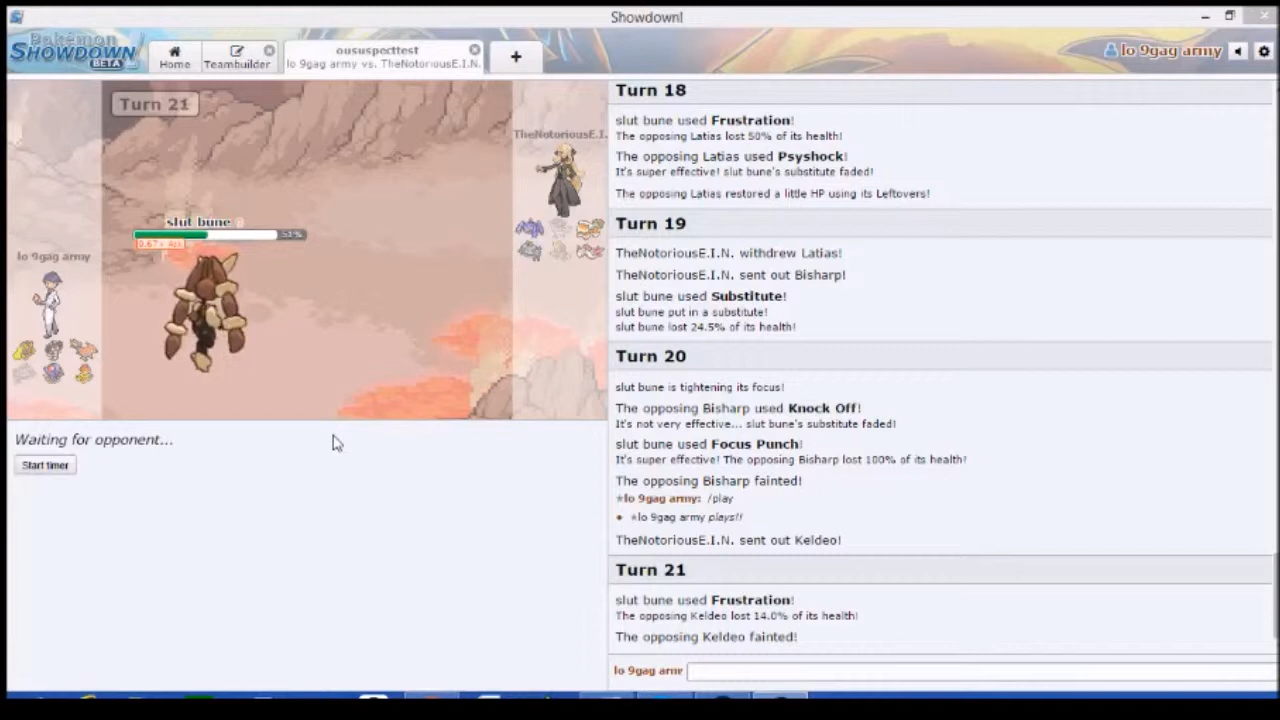 Showdown!
Pokémon
SHOWDOWN
BETA
Home
Teambuilder
oususpecttest
lo 9gag army vs. TheNotoriousE.I.N.
+
lo 9gag army
Turn 21
TheNotoriousE.I.
slut bune
51%
0.67× Atk
lo 9gag army
Waiting for opponent...
Start timer
Turn 18
slut bune used Frustration!
The opposing Latias lost 50% of its health!
The opposing Latias used Psyshock!
It's super effective! slut bune's substitute faded!
The opposing Latias restored a little HP using its Leftovers!
Turn 19
TheNotoriousE.I.N. withdrew Latias!
TheNotoriousE.I.N. sent out Bisharp!
slut bune used Substitute!
slut bune put in a substitute!
slut bune lost 24.5% of its health!
Turn 20
slut bune is tightening its focus!
The opposing Bisharp used Knock Off!
It's not very effective... slut bune's substitute faded!
slut bune used Focus Punch!
It's super effective! The opposing Bisharp lost 100% of its health!
The opposing Bisharp fainted!
★lo 9gag army: /play
• ★lo 9gag army plays!!
TheNotoriousE.I.N. sent out Keldeo!
Turn 21
slut bune used Frustration!
The opposing Keldeo lost 14.0% of its health!
The opposing Keldeo fainted!
lo 9gag army